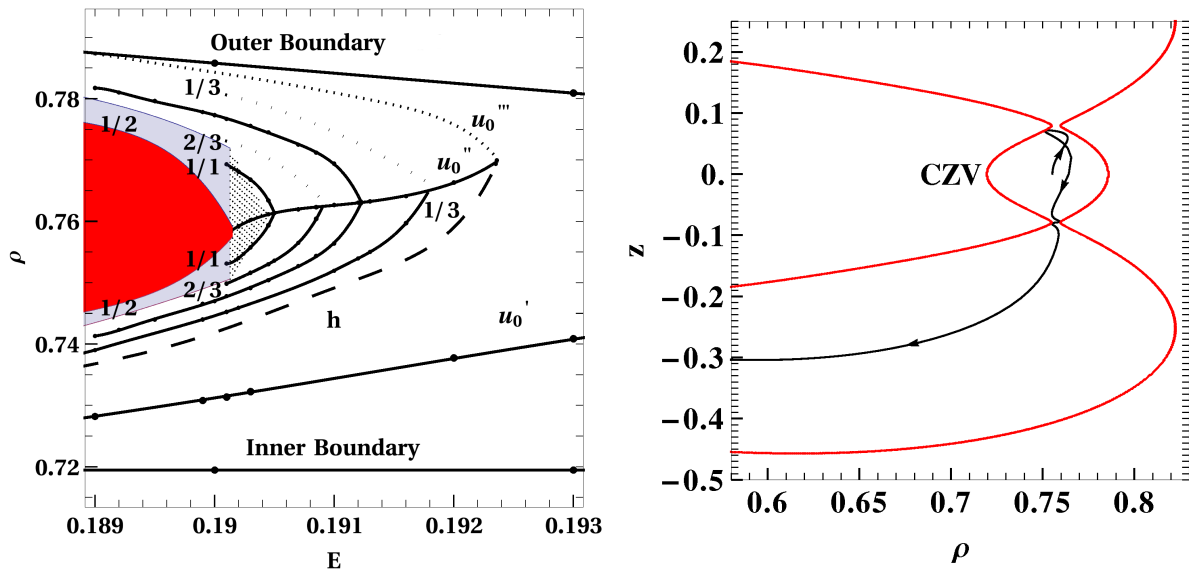 Outer Boundary
0.78
1/3
u0'''
1/2
2/3
1/1
u0''
0.76
1/3
1/1
2/3
1/2
h
u0'
0.74
Inner Boundary
0.72
ρ
0.189
0.19
0.191
0.192
0.193
E
0.2
0.1
0.
−0.1
−0.2
−0.3
−0.4
−0.5
z
CZV
0.6
0.65
0.7
0.75
0.8
ρ